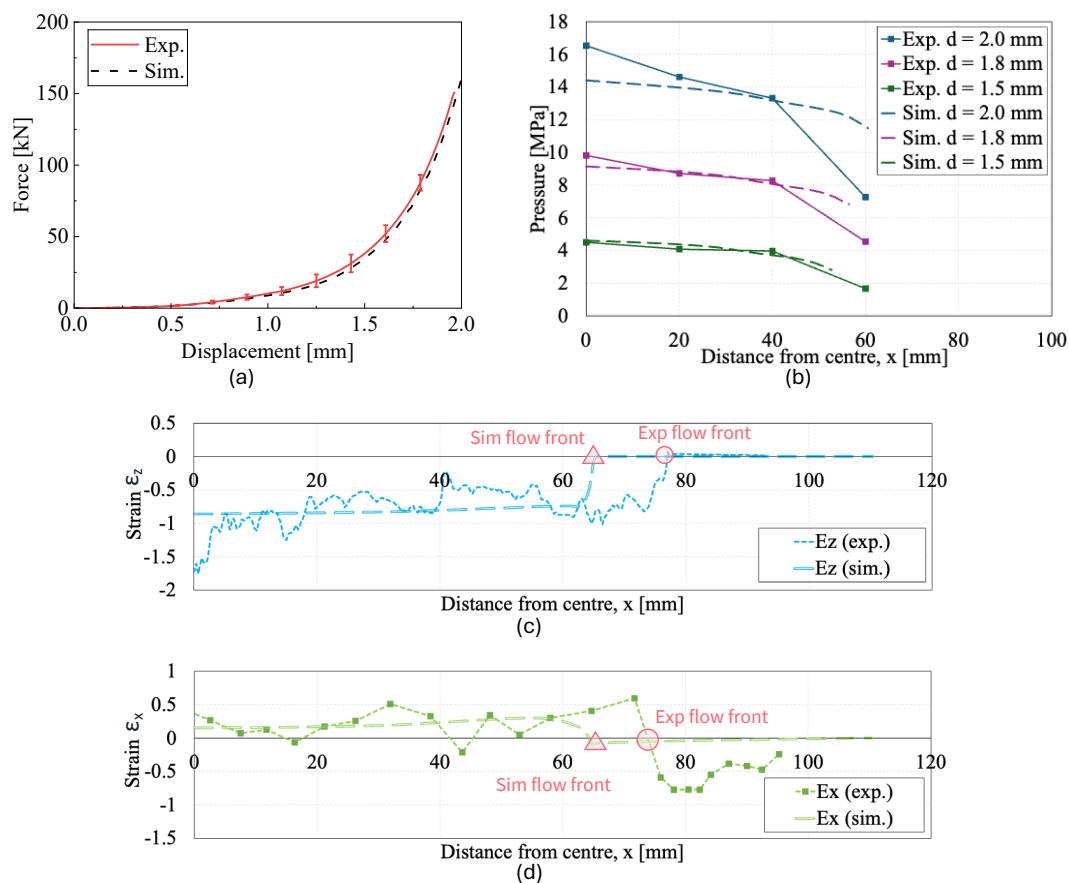 200
150
100
50
0
Force [kN]
Exp.
Sim.
0.0 0.5 1.0 1.5 2.0
Displacement [mm]
(a)
18
16
14
12
10
8
6
4
2
0
Pressure [MPa]
Exp. d = 2.0 mm
Exp. d = 1.8 mm
Exp. d = 1.5 mm
Sim. d = 2.0 mm
Sim. d = 1.8 mm
Sim. d = 1.5 mm
0 20 40 60 80 100
Distance from centre, x [mm]
(b)
0.5
0
-0.5
-1
-1.5
-2
Strain εz
Sim flow front
Exp flow front
0 20 40 60 80 100 120
Ez (exp.)
Ez (sim.)
Distance from centre, x [mm]
(c)
1
0.5
0
-0.5
-1
-1.5
Strain εx
Exp flow front
0 20 40 60 80 100 120
Sim flow front
Ex (exp.)
Ex (sim.)
Distance from centre, x [mm]
(d)